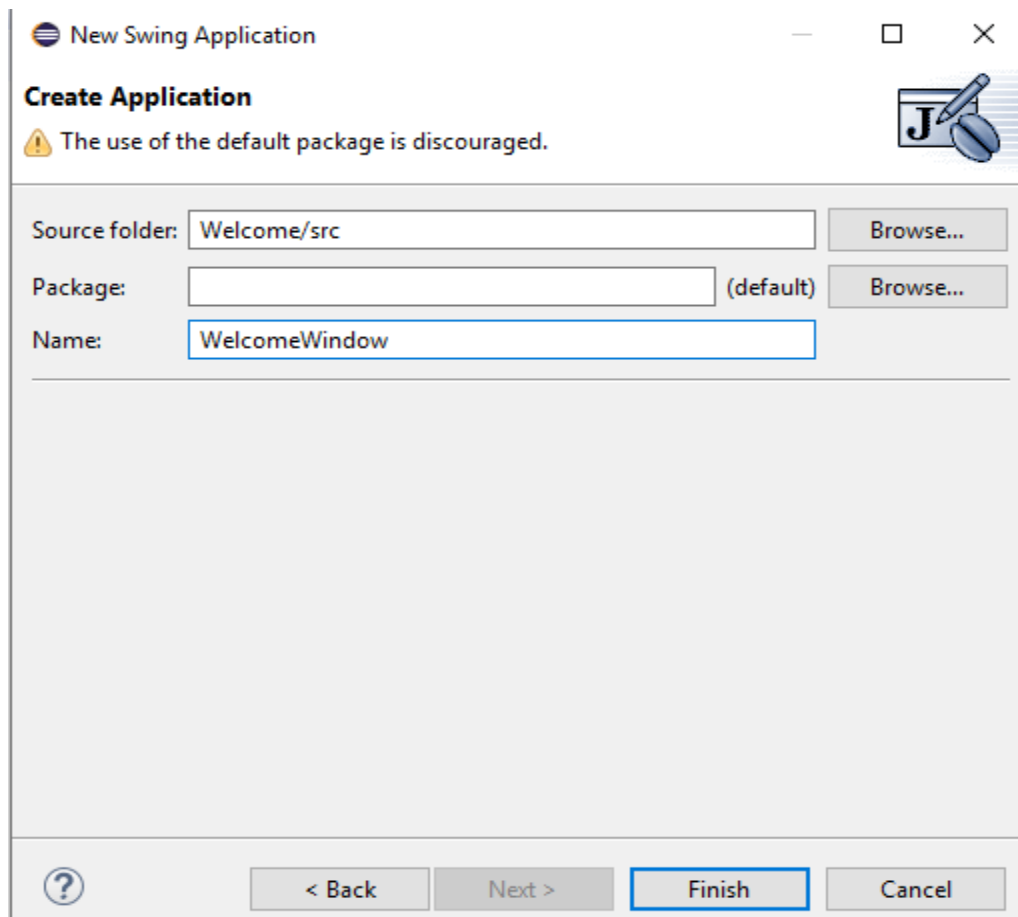 New Swing Application
Create Application
The use of the default package is discouraged.
J
Source folder: Welcome/src Browse...
Package: (default) Browse...
Name: WelcomeWindow
? < Back Next > Finish Cancel